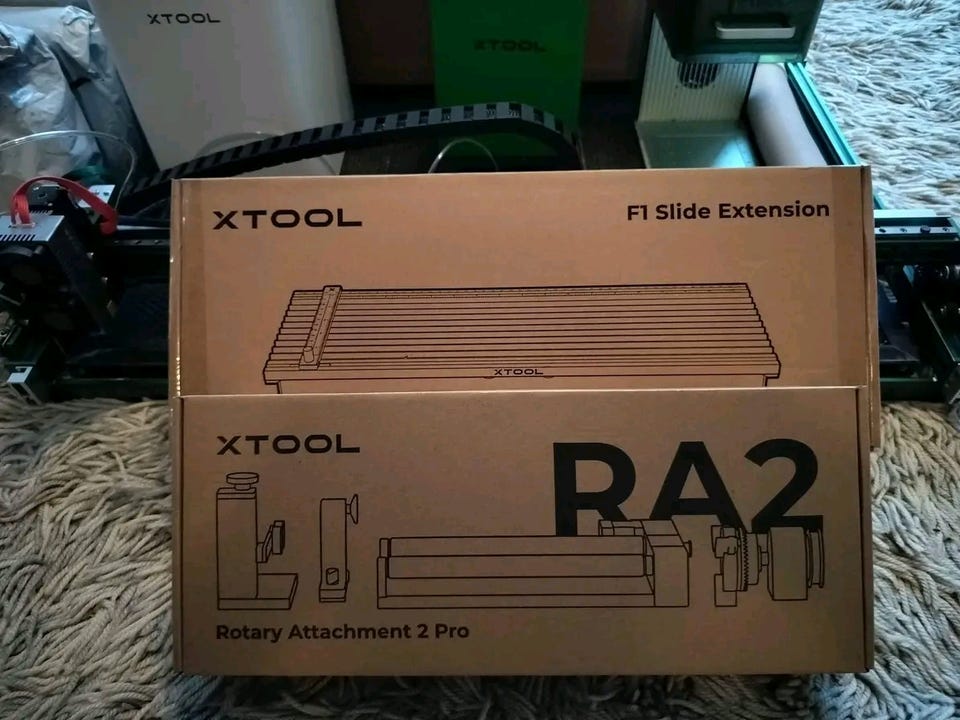 XTOOL
XTOOL
XTOOL
F1 Slide Extension
XTOOL
XTOOL
RA2
Rotary Attachment 2 Pro